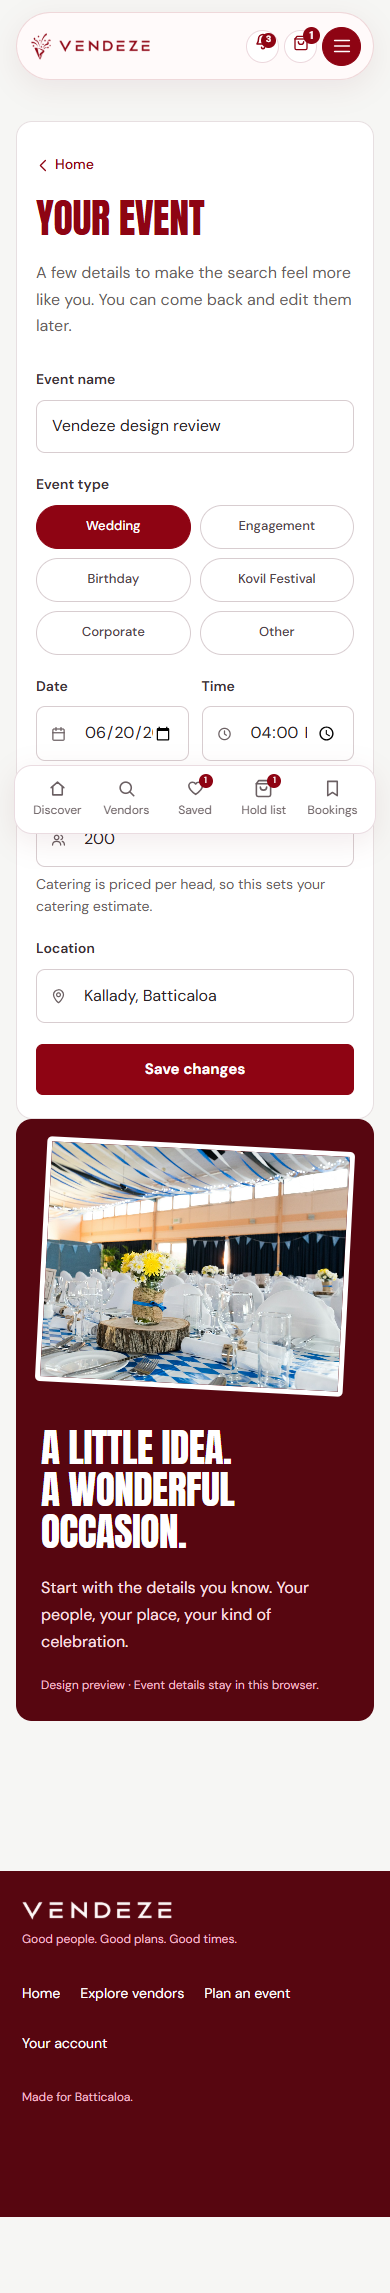 VENDEZE
3
1
Home
YOUR EVENT
A few details to make the search feel more
like you. You can come back and edit them
later.
Event name
Vendeze design review
Event type
Wedding
Engagement
Birthday
Kovil Festival
Corporate
Other
Date
Time
06/20/2
04:00
1
1
Discover
Vendors
Saved
Hold list
Bookings
200
Catering is priced per head, so this sets your
catering estimate.
Location
Kallady, Batticaloa
Save changes
A LITTLE IDEA.
A WONDERFUL
OCCASION.
Start with the details you know. Your
people, your place, your kind of
celebration.
Design preview · Event details stay in this browser.
VENDEZE
Good people. Good plans. Good times.
Home
Explore vendors
Plan an event
Your account
Made for Batticaloa.